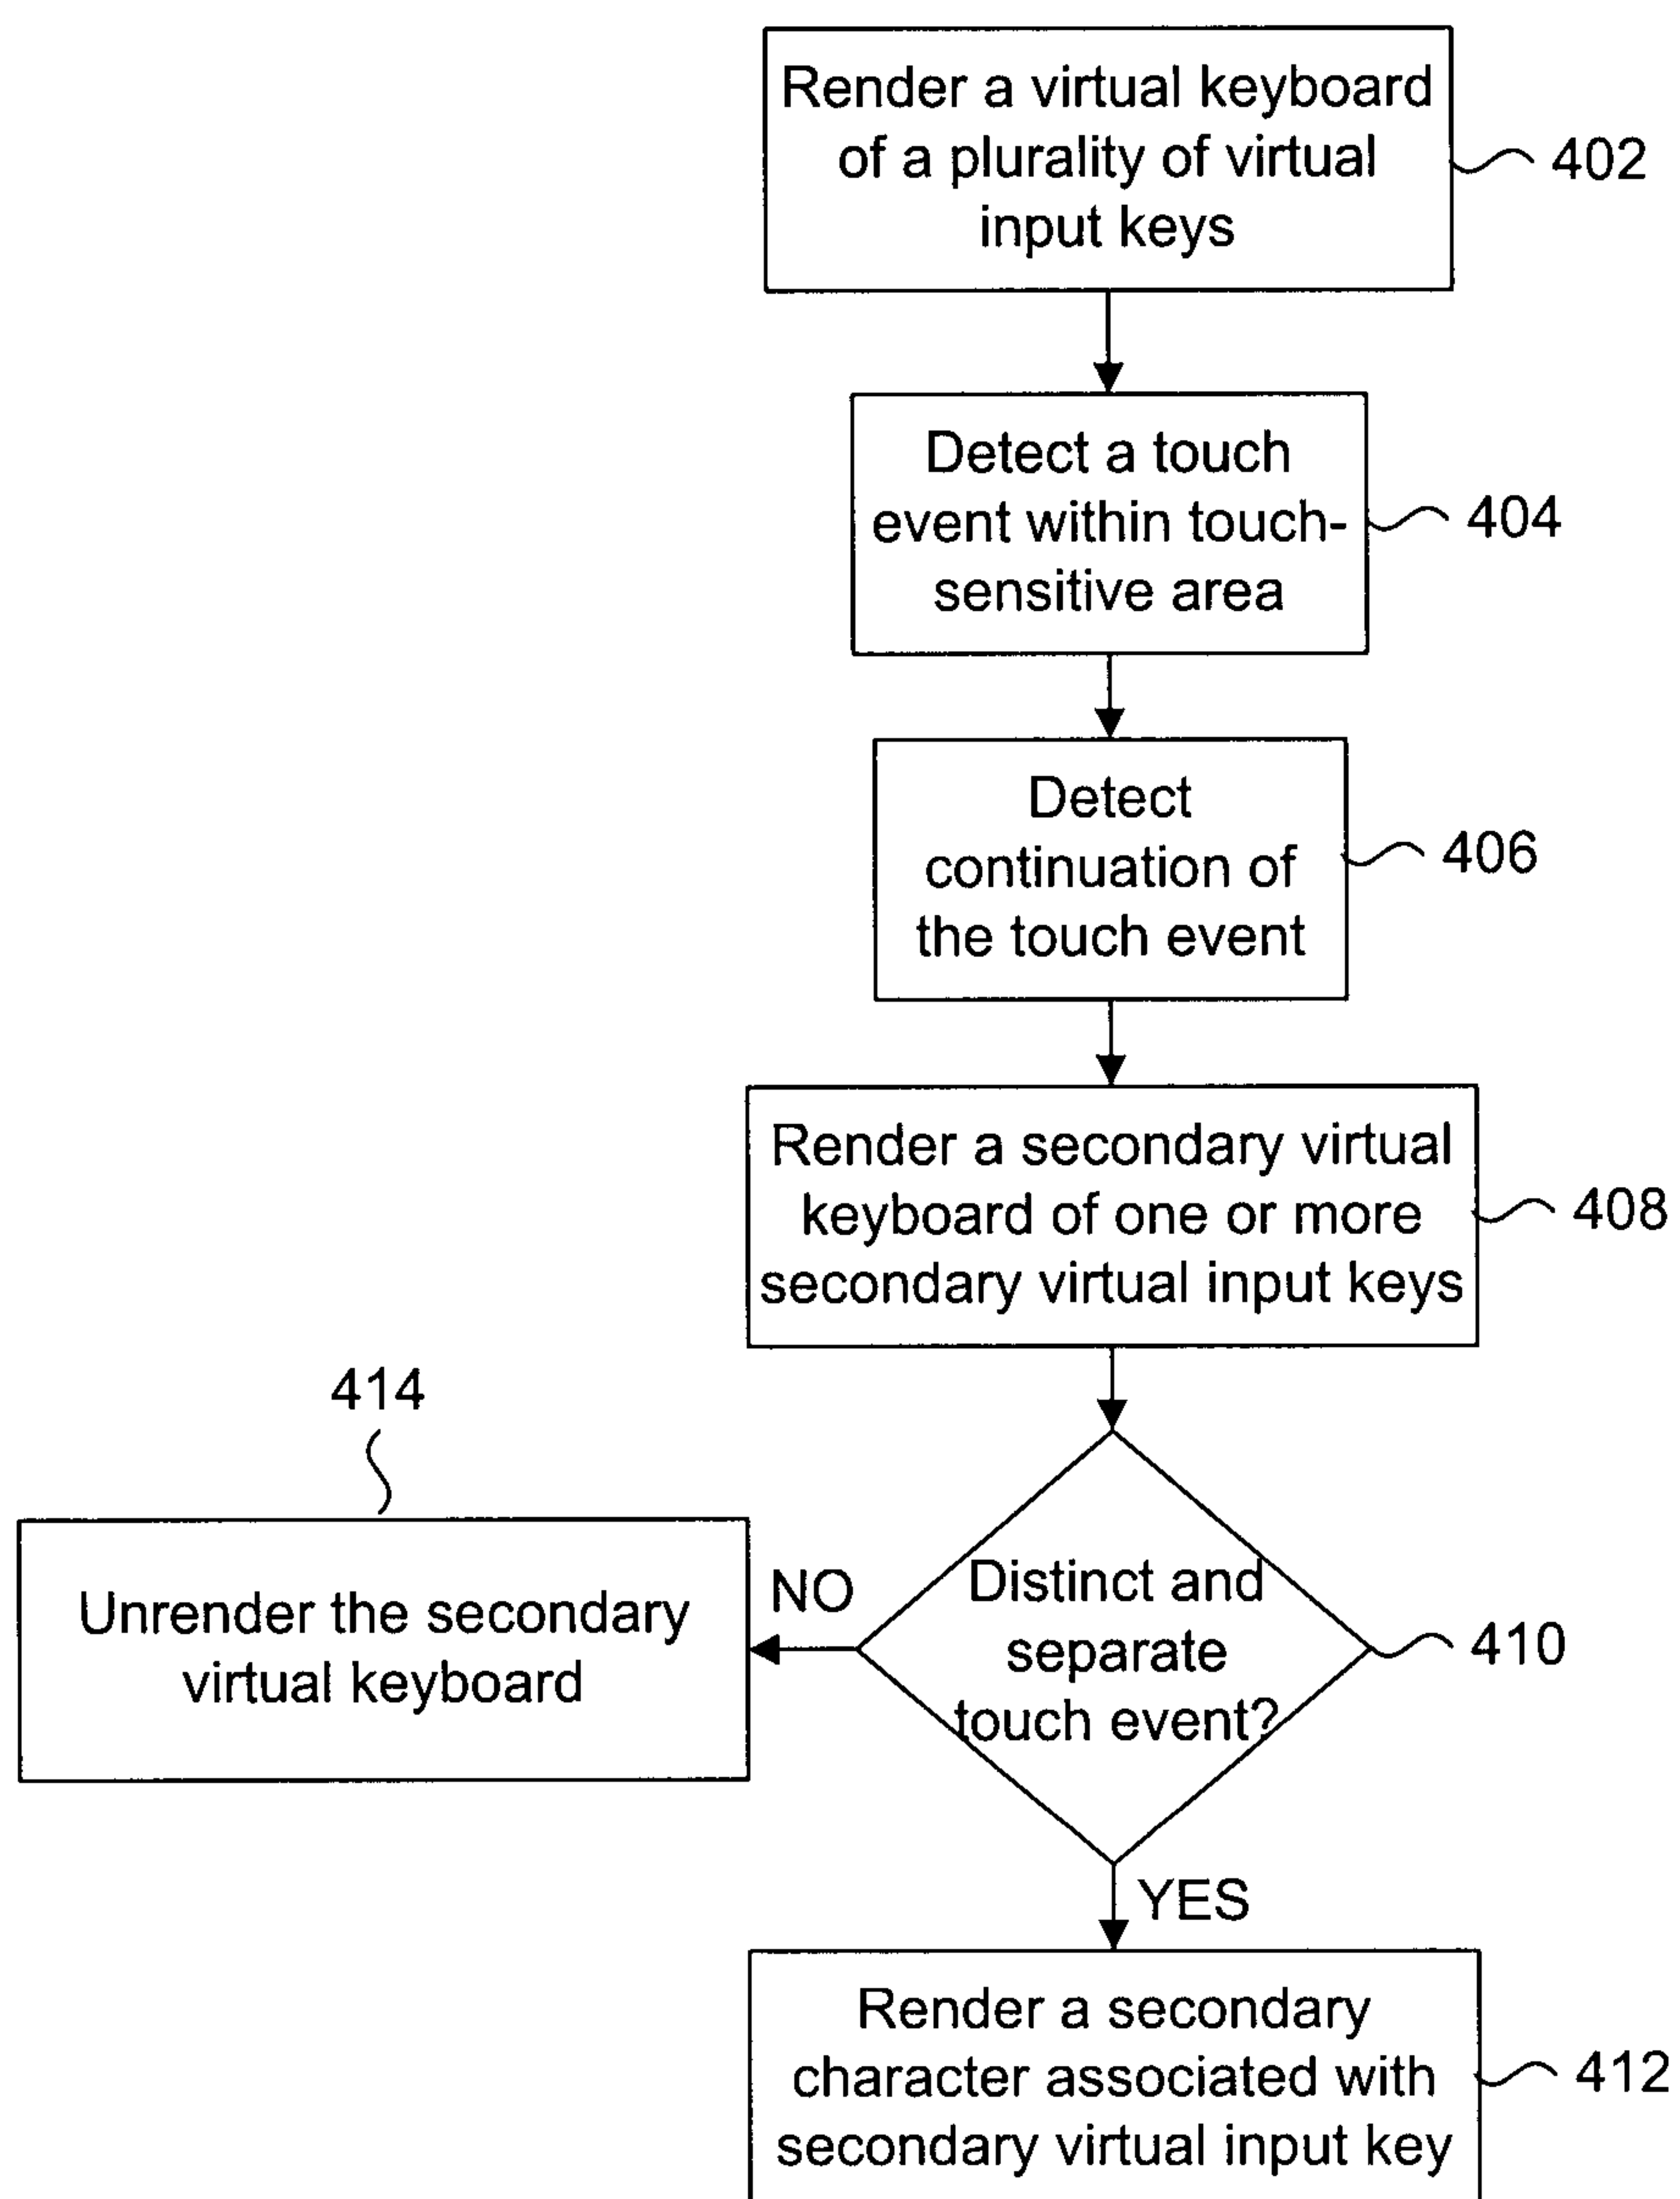 Render a virtual keyboard
of a plurality of virtual
input keys
402
Detect a touch
event within touch-
sensitive area
404
Detect
continuation of
the touch event
406
Render a secondary virtual
keyboard of one or more
secondary virtual input keys
408
414
Unrender the secondary
virtual keyboard
NO
Distinct and
separate
touch event?
410
YES
Render a secondary
character associated with
secondary virtual input key
412